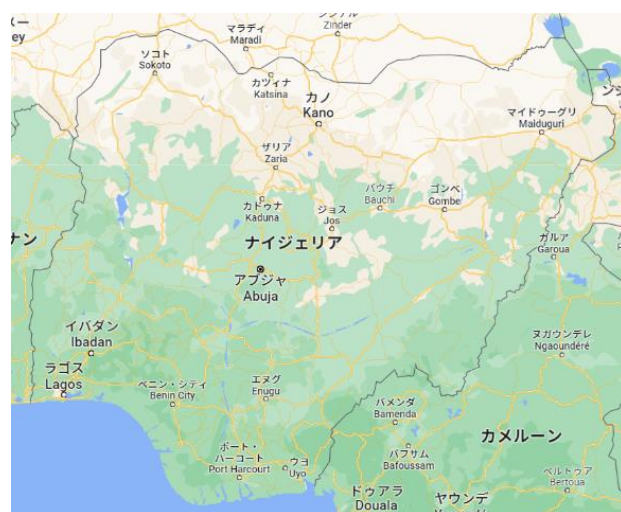 マラディ
Maradi
Zinder
ソコト
Sokoto
カツィナ
Katsina
カノ
Kano
マイドゥーグリ
Maiduguri
ザリア
Zaria
カドゥナ
Kaduna
ジョス
Jos
バウチ
Bauchi
ゴンベ
Gombe
ナイジェリア
ガルア
Garoua
アブジャ
Abuja
イバダン
Ibadan
ラゴス
Lagos
ベニン・シティ
Benin City
エヌグ
Enugu
ヌガウンデレ
Ngaoundéré
バメンダ
Bamenda
カメルーン
バフサム
Bafoussam
ポート・
ハーコート
Port Harcourt
ウヨ
Uyo
ベルトゥア
Bertoua
ドゥアラ
Douala
ヤウンデ